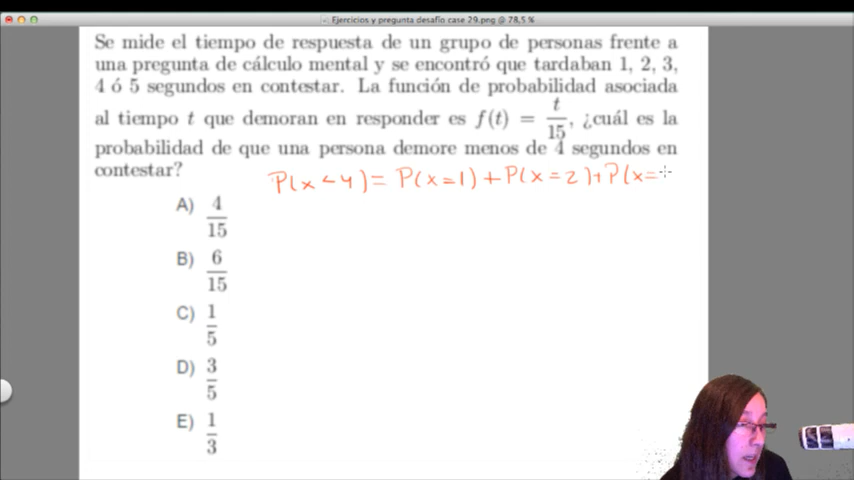 Ejercicios y pregunta desafío case 29.png @ 78,5 %
Se mide el tiempo de respuesta de un grupo de personas frente a
una pregunta de cálculo mental y se encontró que tardaban 1, 2, 3,
4 ó 5 segundos en contestar. La función de probabilidad asociada
al tiempo t que demoran en responder es f(t) = t/15, ¿cuál es la
probabilidad de que una persona demore menos de 4 segundos en
contestar?
P(x<4)=P(x=1)+P(x=2)+P(x=
A) 4/15
B) 6/15
C) 1/5
D) 3/5
E) 1/3